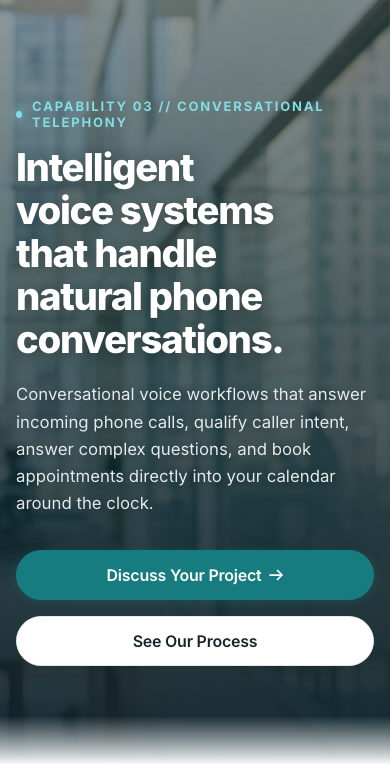 CAPABILITY 03 // CONVERSATIONAL
TELEPHONY
Intelligent
voice systems
that handle
natural phone
conversations.
Conversational voice workflows that answer
incoming phone calls, qualify caller intent,
answer complex questions, and book
appointments directly into your calendar
around the clock.
Discuss Your Project →
See Our Process